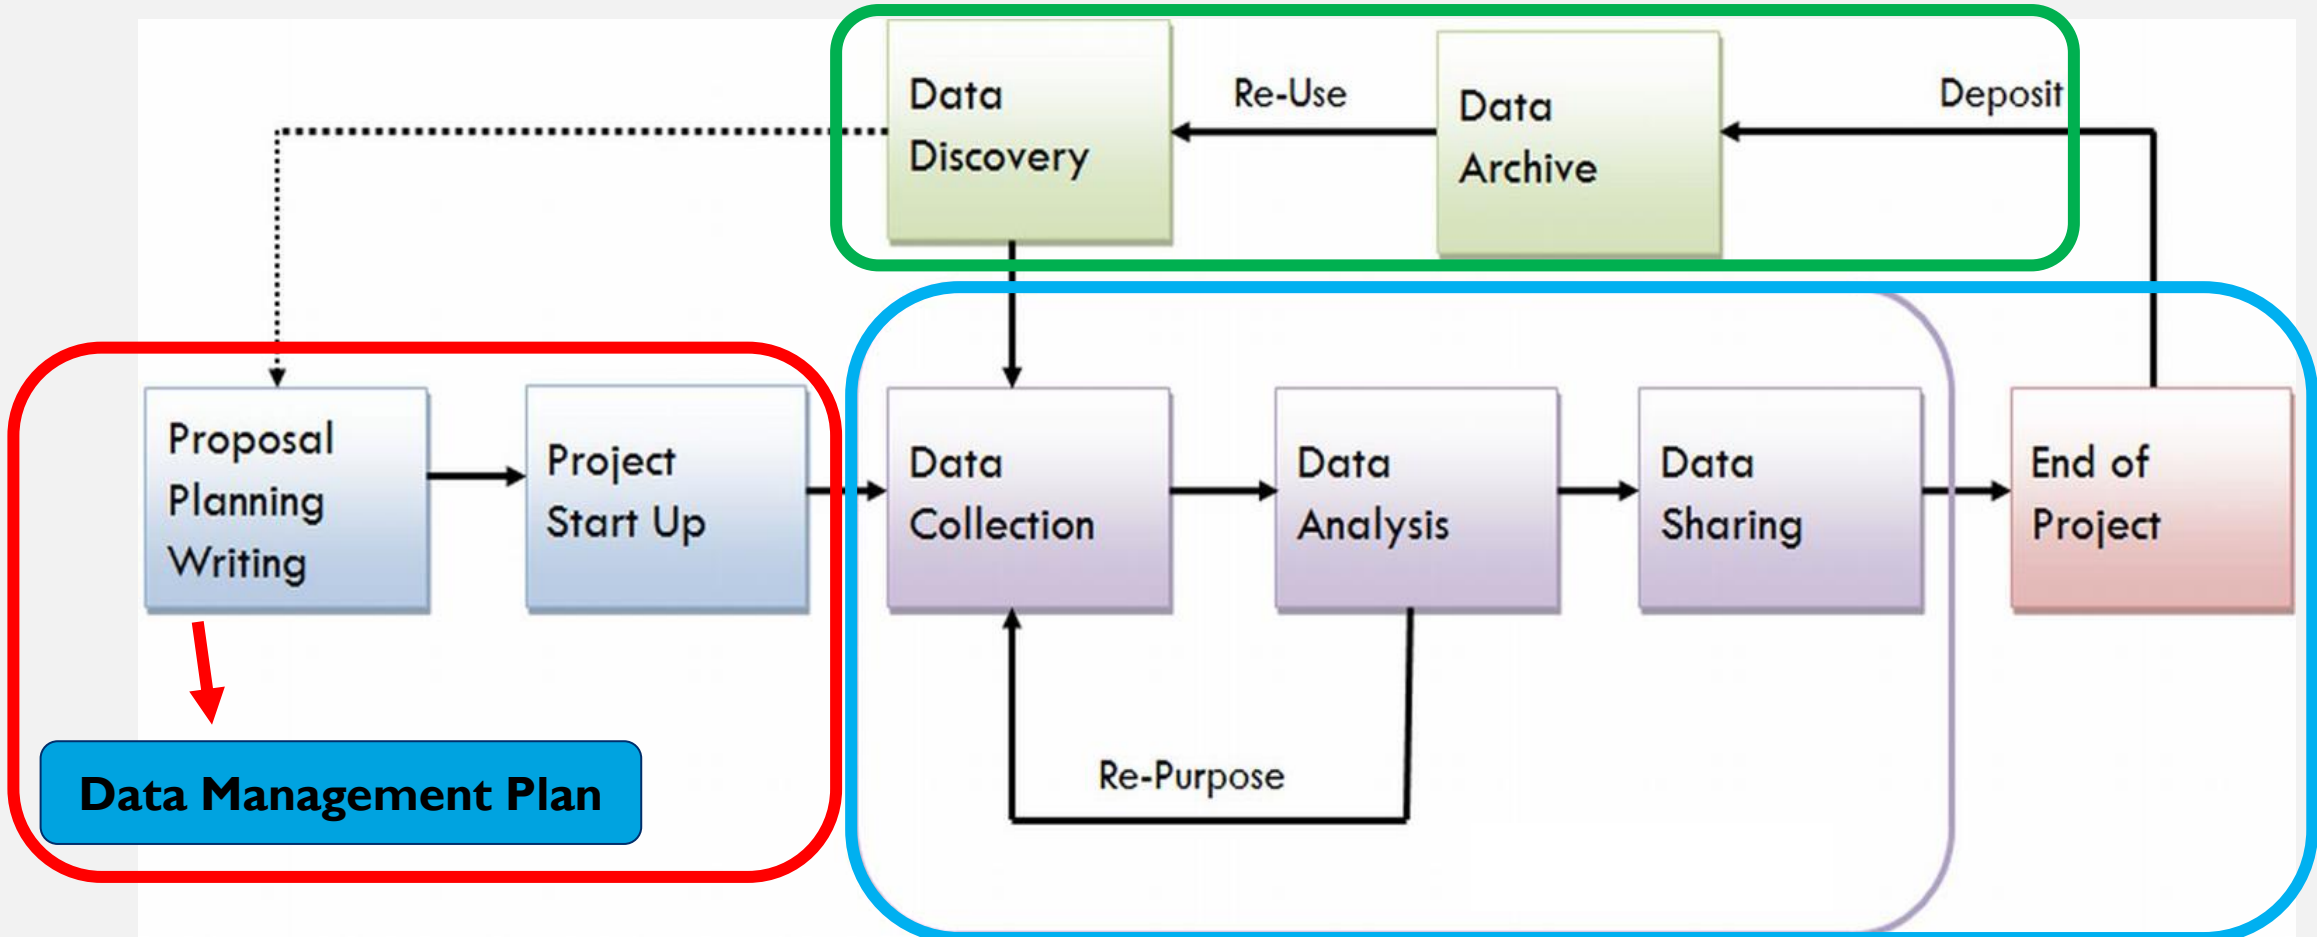 Data
Discovery
Re-Use
Data
Archive
Deposit
Proposal
Planning
Writing
Project
Start Up
Data
Collection
Data
Analysis
Data
Sharing
End of
Project
Re-Purpose
Data Management Plan